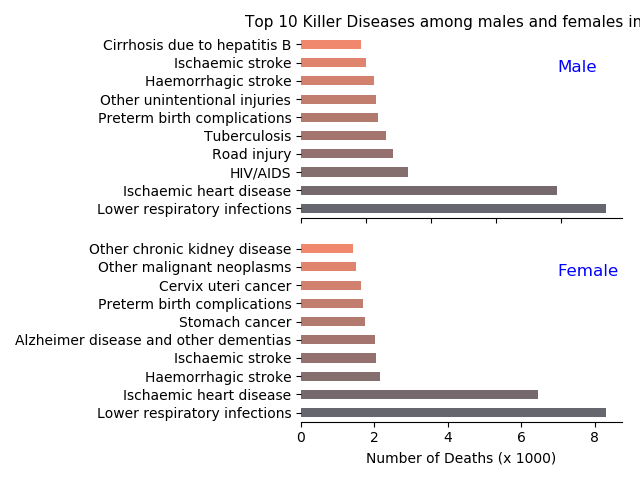 Top 10 Killer Diseases among males and females in
Cirrhosis due to hepatitis B
Ischaemic stroke
Male
Haemorrhagic stroke
Other unintentional injuries
Preterm birth complications
Tuberculosis
Road injury
HIV/AIDS
Ischaemic heart disease
Lower respiratory infections
Other chronic kidney disease
Other malignant neoplasms
Female
Cervix uteri cancer
Preterm birth complications
Stomach cancer
Alzheimer disease and other dementias
Ischaemic stroke
Haemorrhagic stroke
Ischaemic heart disease
Lower respiratory infections
0 2 4 6 8
Number of Deaths (x 1000)